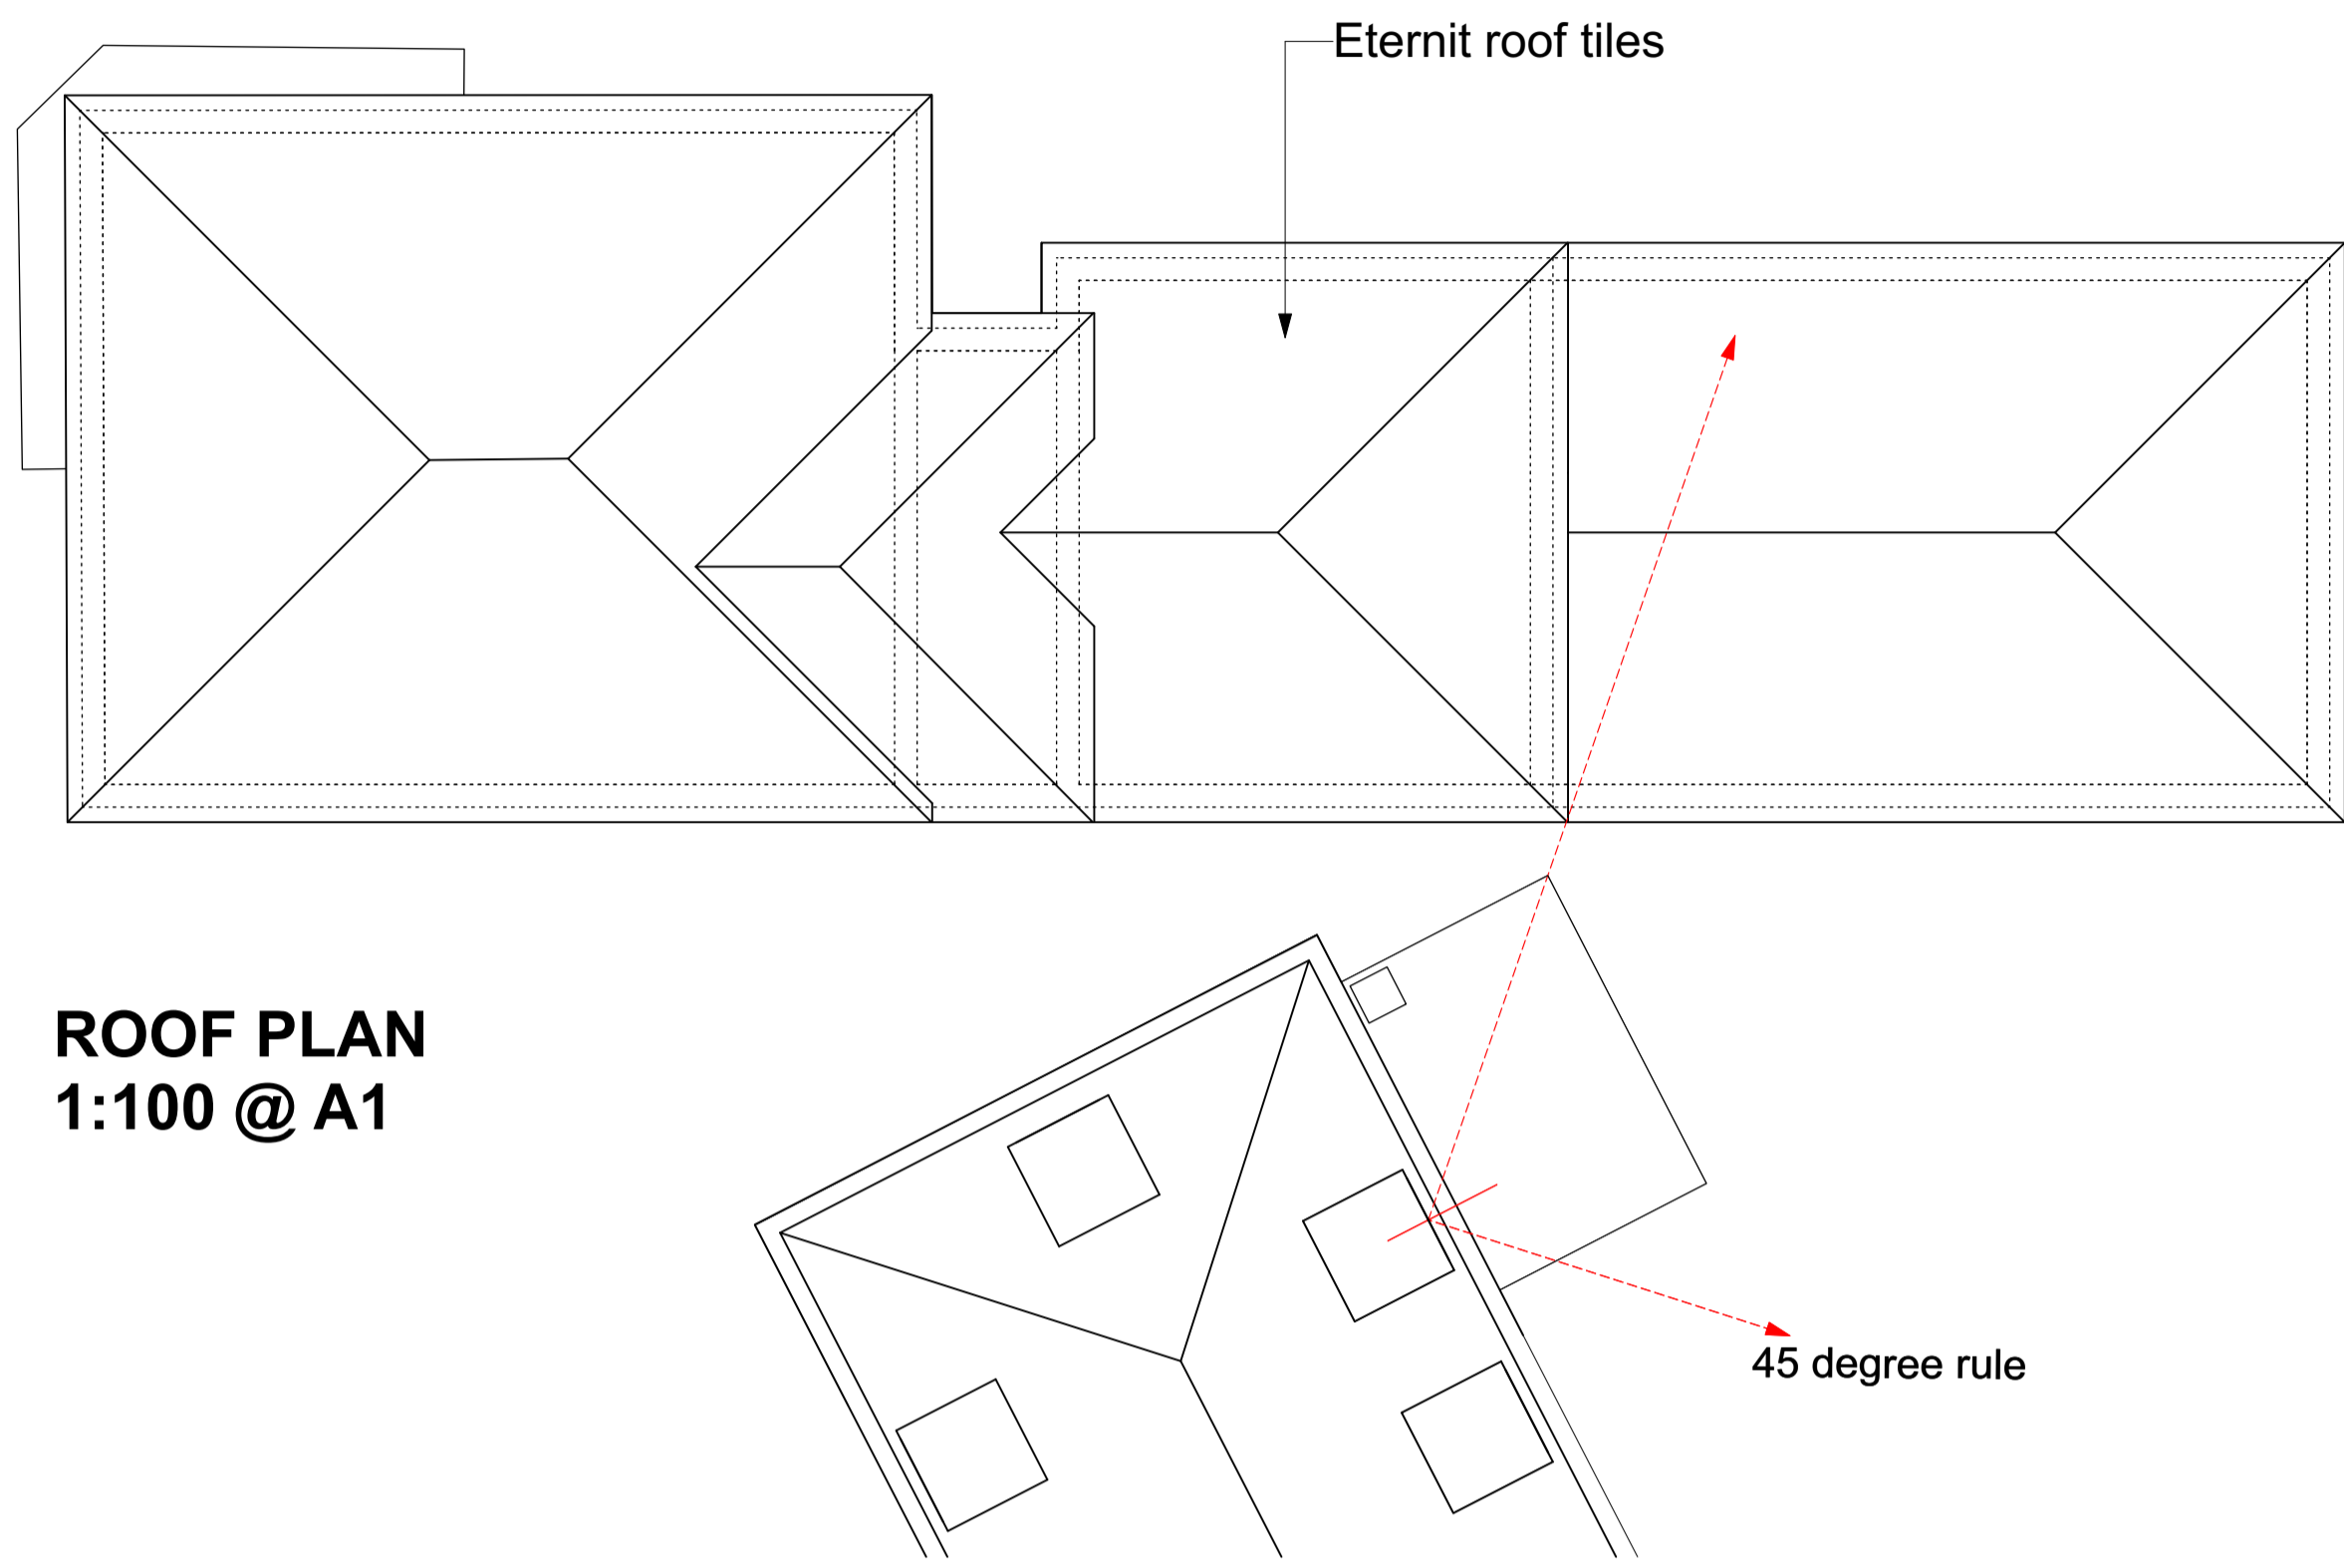 Eternit roof tiles
ROOF PLAN
1:100 @ A1
45 degree rule